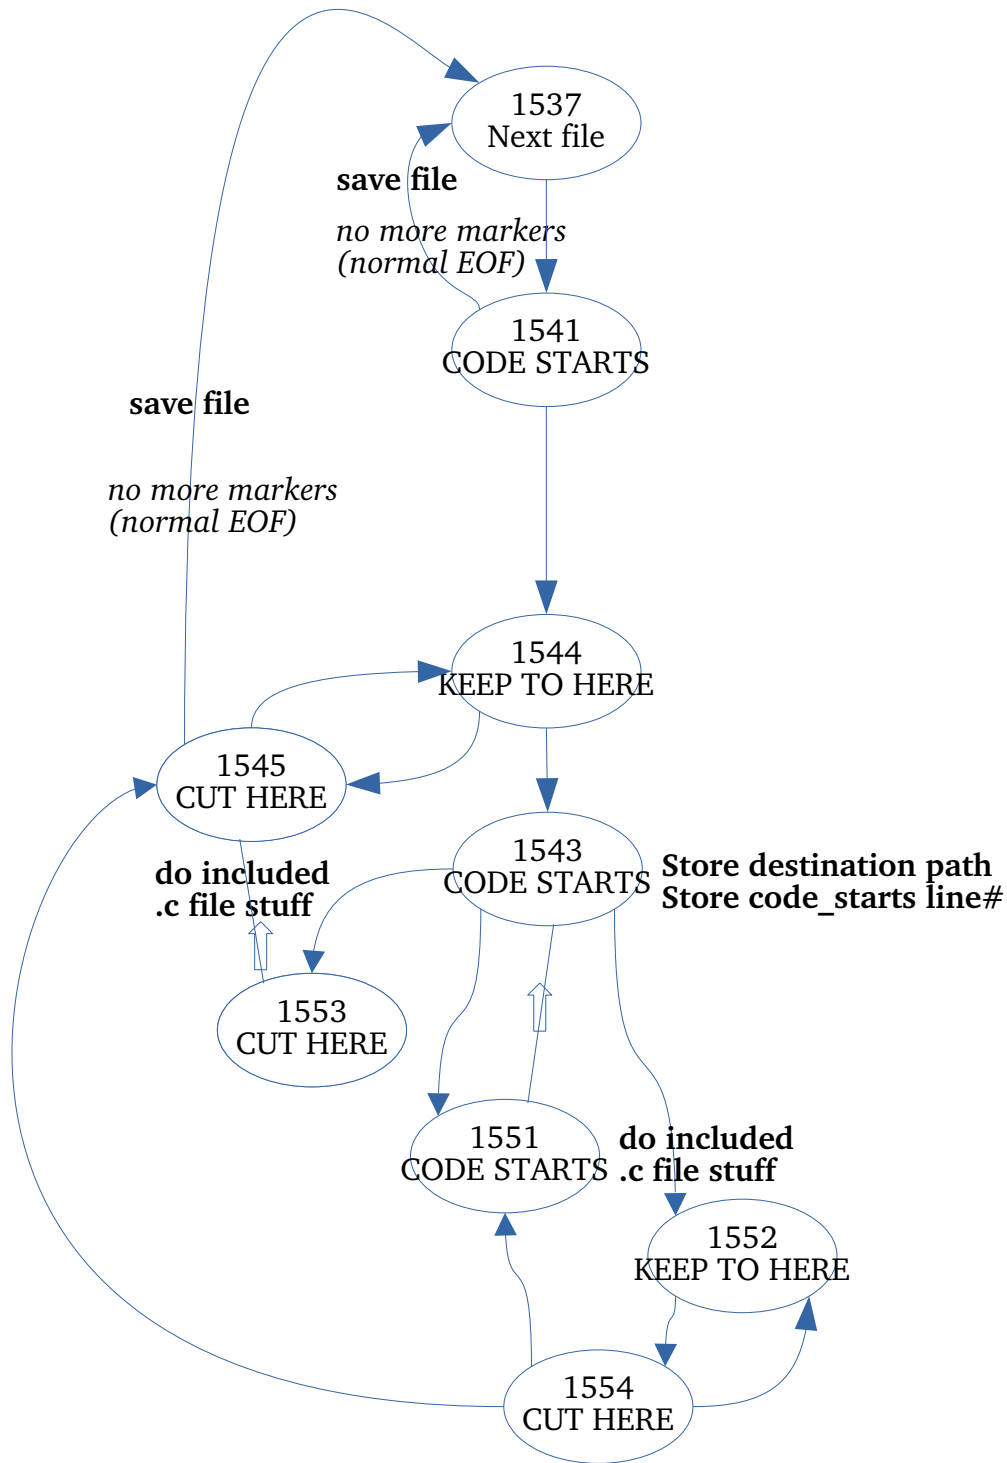 1537
Next file
save file
no more markers
(normal EOF)
1541
CODE STARTS
save file
no more markers
(normal EOF)
1544
KEEP TO HERE
1545
CUT HERE
1543
CODE STARTS
Store destination path
Store code_starts line#
do included
.c file stuff
1553
CUT HERE
1551
CODE STARTS
do included
.c file stuff
1552
KEEP TO HERE
1554
CUT HERE